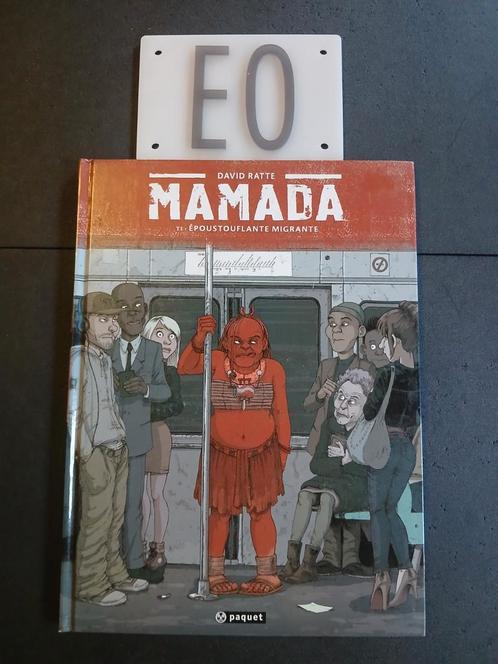 EO
DAVID RATTE
MAMADA
T1 - ÉPOUSTOUFLANTE MIGRANTE
paquet